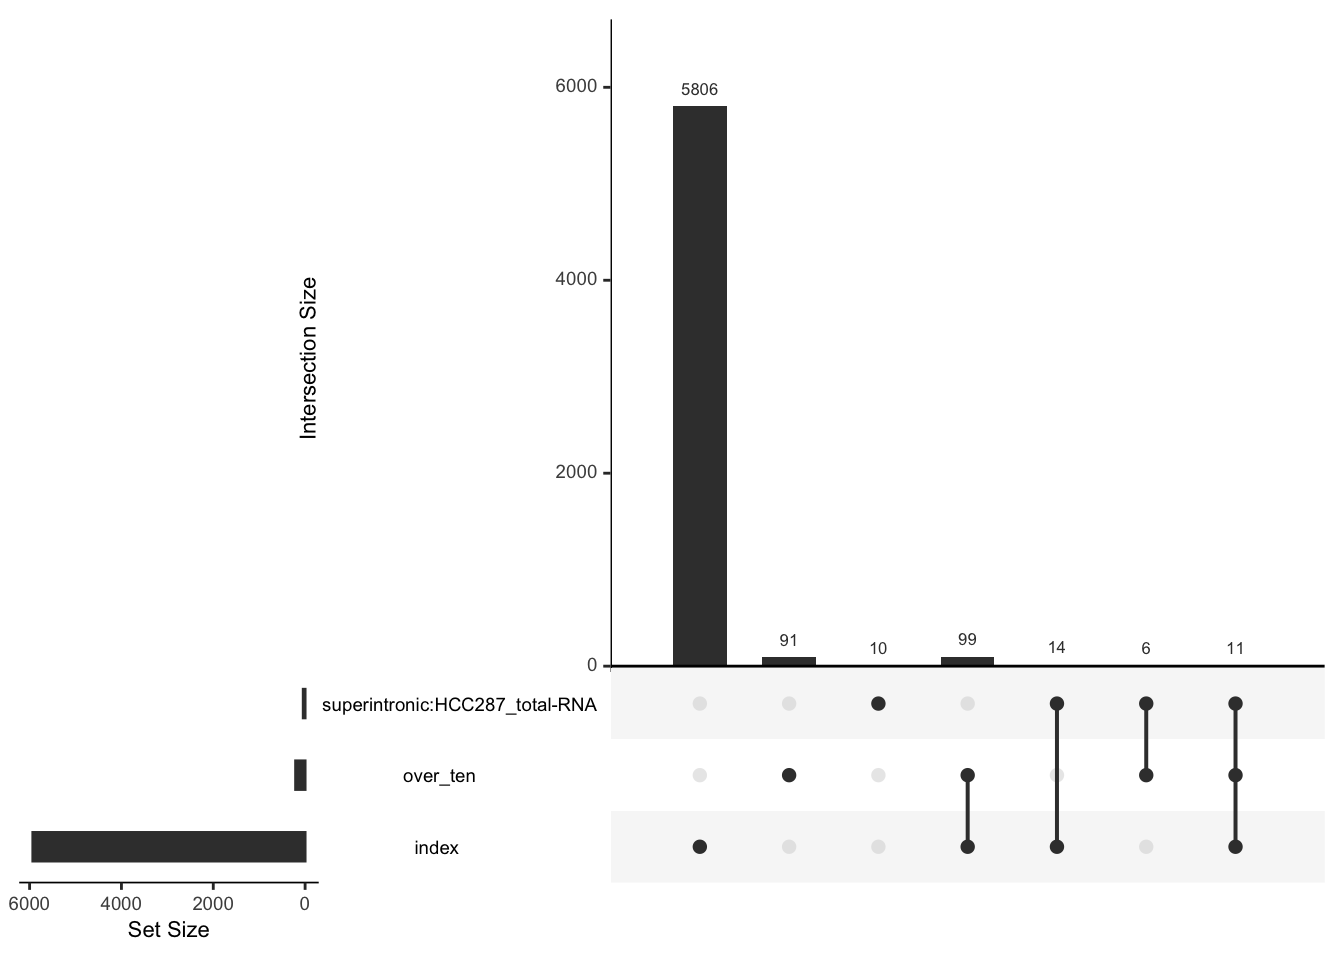 6000
4000
2000
0
Intersection Size
5806
91
10
99
14
6
11
superintronic:HCC287_total-RNA
over_ten
index
6000 4000 2000 0
Set Size